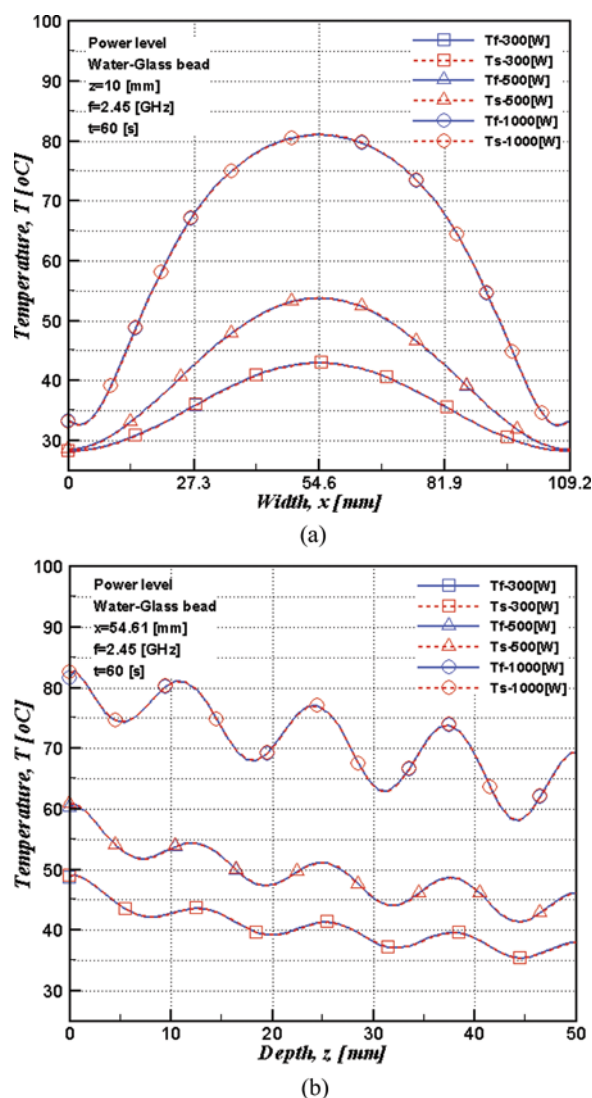 100
90
80
70
60
50
40
30
Temperature, T [oC]
Power level
Water-Glass bead
z=10 [mm]
f=2.45 [GHz]
t=60 [s]
Tf-300[W]
Ts-300[W]
Tf-500[W]
Ts-500[W]
Tf-1000[W]
Ts-1000[W]
0 27.3 54.6 81.9 109.2
Width, x [mm]
(a)
100
90
80
70
60
50
40
30
Temperature, T [oC]
Power level
Water-Glass bead
x=54.61 [mm]
f=2.45 [GHz]
t=60 [s]
Tf-300[W]
Ts-300[W]
Tf-500[W]
Ts-500[W]
Tf-1000[W]
Ts-1000[W]
0 10 20 30 40 50
Depth, z [mm]
(b)